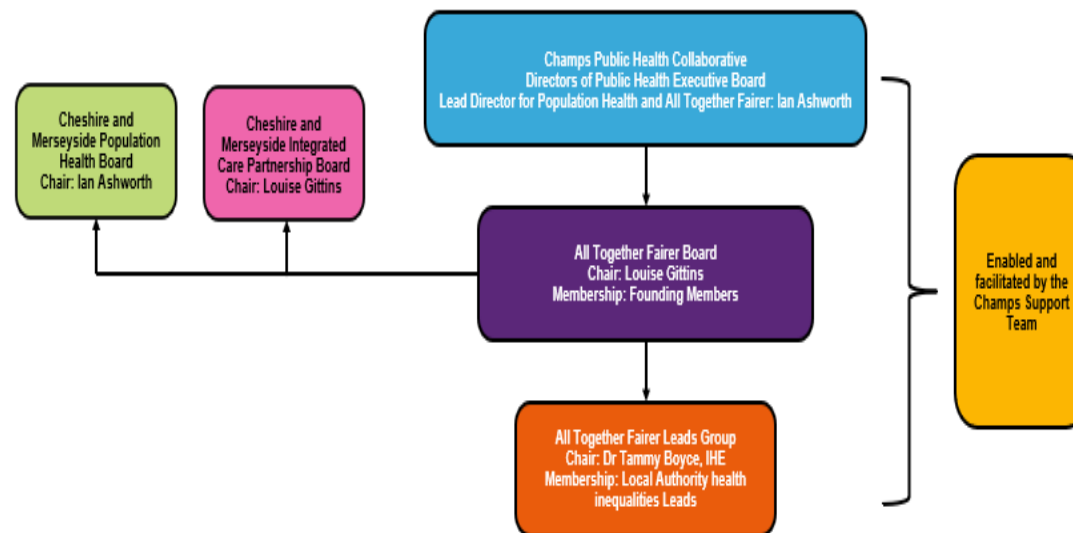 Champs Public Health Collaborative
Directors of Public Health Executive Board
Lead Director for Population Health and All Together Fairer: Ian Ashworth
Cheshire and
Merseyside Population
Health Board
Chair: Ian Ashworth
Cheshire and
Merseyside Integrated
Care Partnership Board
Chair: Louise Gittins
All Together Fairer Board
Chair: Louise Gittins
Membership: Founding Members
Enabled and
facilitated by the
Champs Support
Team
All Together Fairer Leads Group
Chair: Dr Tammy Boyce, IHE
Membership: Local Authority health
inequalities Leads